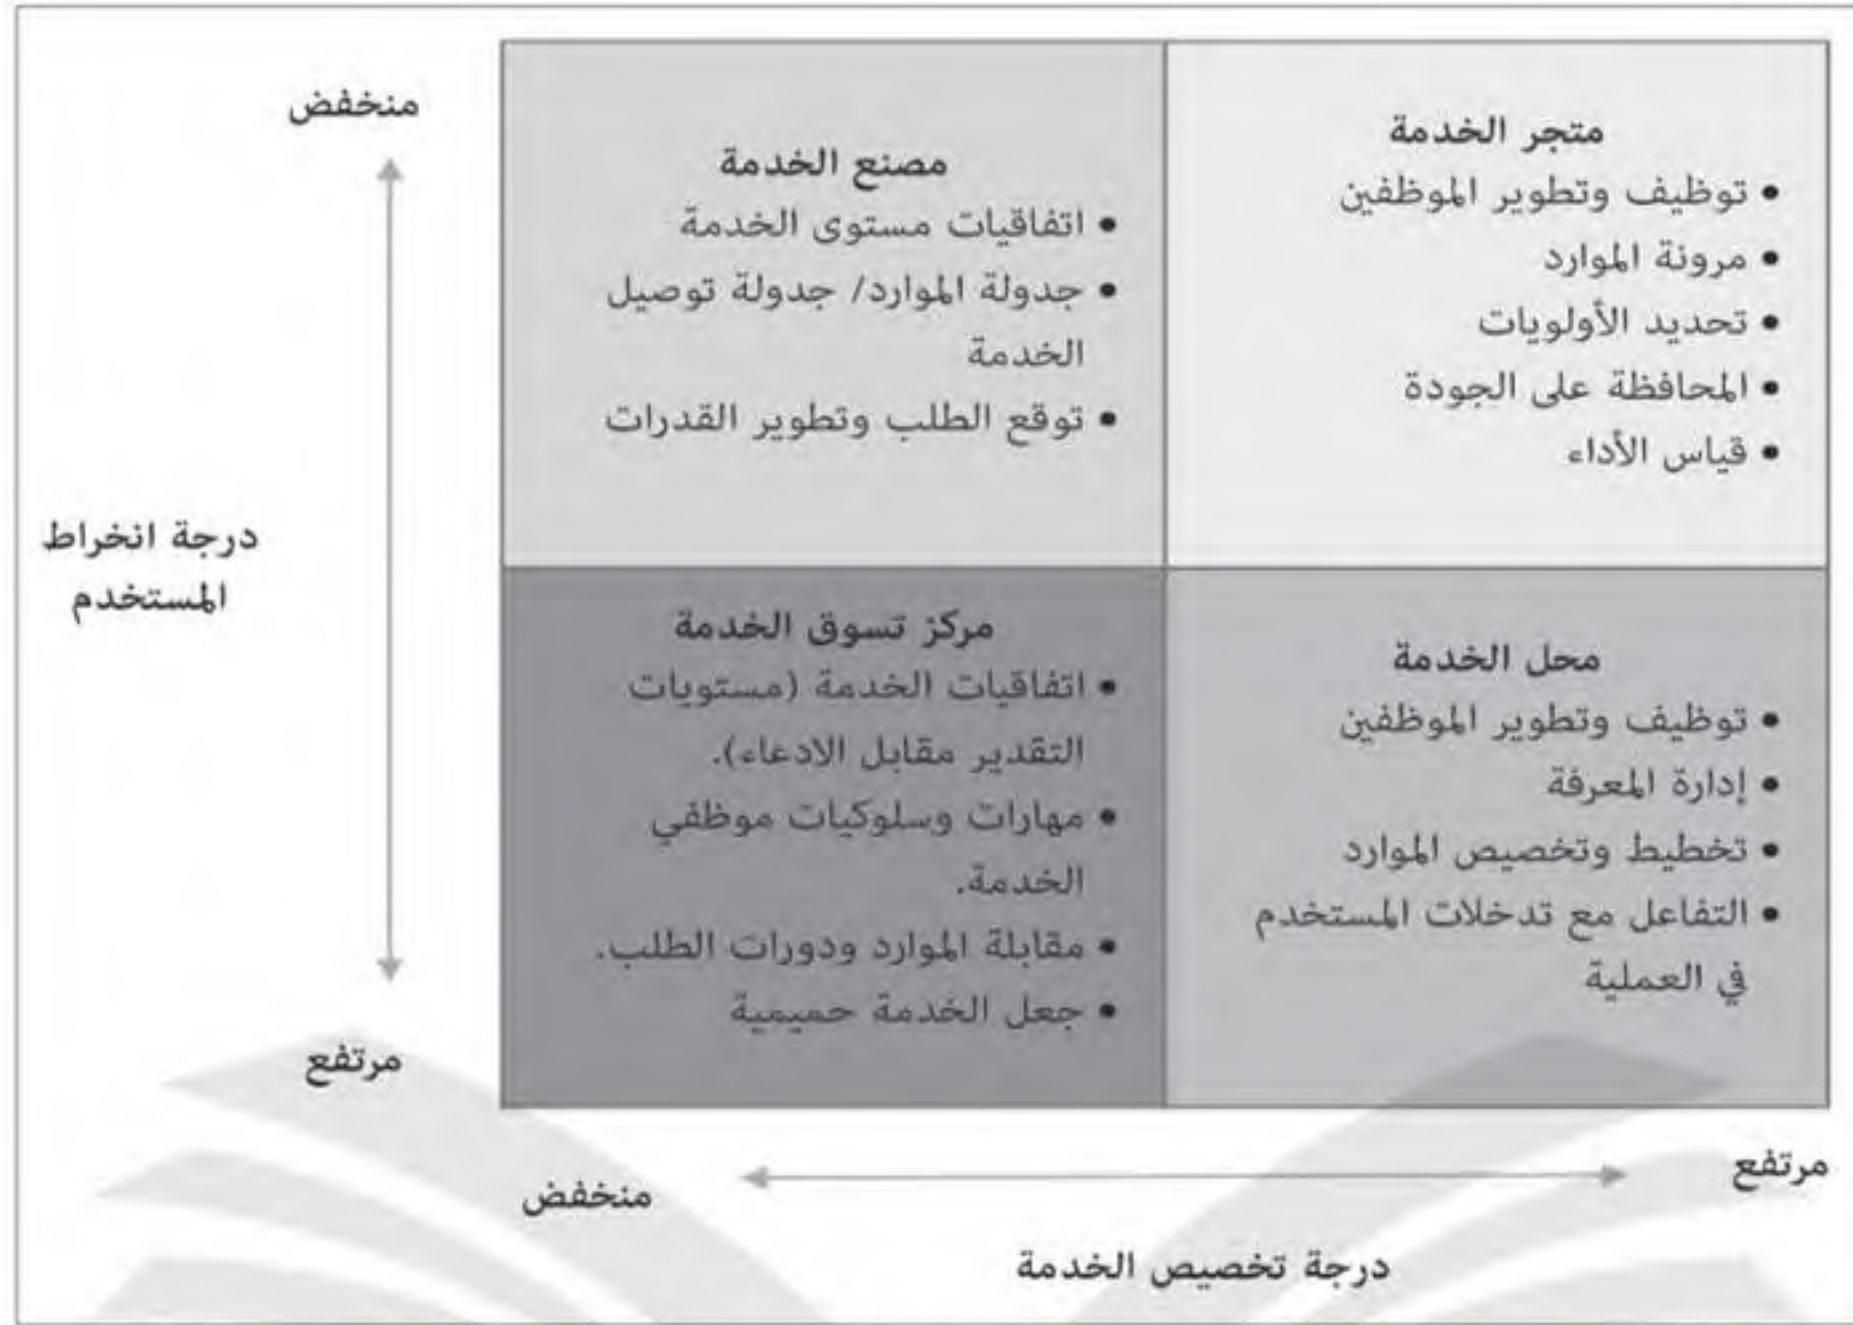 منخفض
درجة انخراط
المستخدم
مرتفع
متجر الخدمة
• توظيف وتطوير الموظفين
• مرونة الموارد
• تحديد الأولويات
• المحافظة على الجودة
• قياس الأداء
مصنع الخدمة
• اتفاقيات مستوى الخدمة
• جدولة الموارد/ جدولة توصيل
الخدمة
• توقع الطلب وتطوير القدرات
محل الخدمة
• توظيف وتطوير الموظفين
• إدارة المعرفة
• تخطيط وتخصيص الموارد
• التفاعل مع تدخلات المستخدم
في العملية
مركز تسوق الخدمة
• اتفاقيات الخدمة (مستويات
التقدير مقابل الادعاء).
• مهارات وسلوكيات موظفي
الخدمة.
• مقابلة الموارد ودورات الطلب.
• جعل الخدمة حميمية
مرتفع
منخفض
درجة تخصيص الخدمة